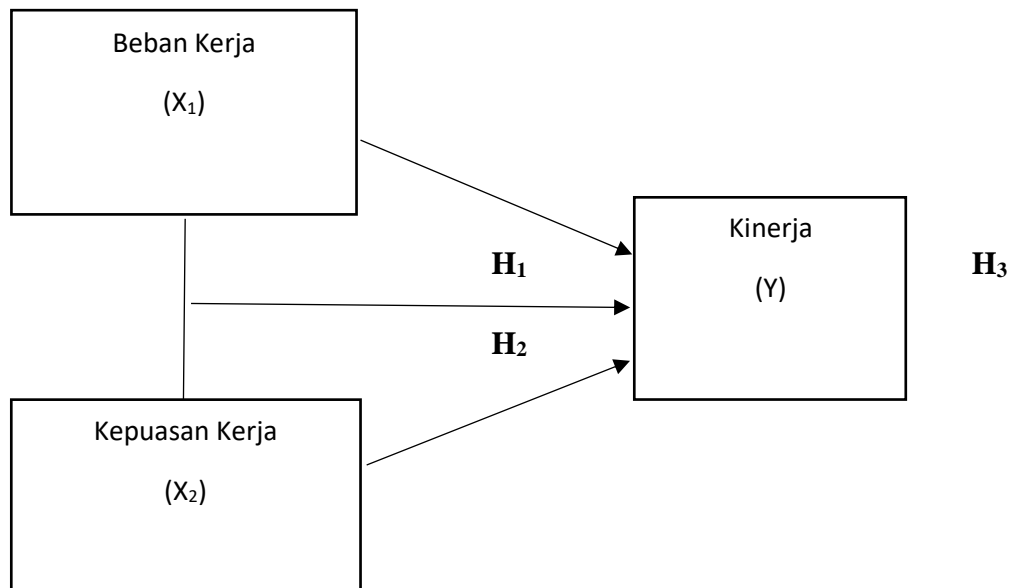 Beban Kerja
(X₁)
Kinerja
(Y)
H₁
H₃
H₂
Kepuasan Kerja
(X₂)